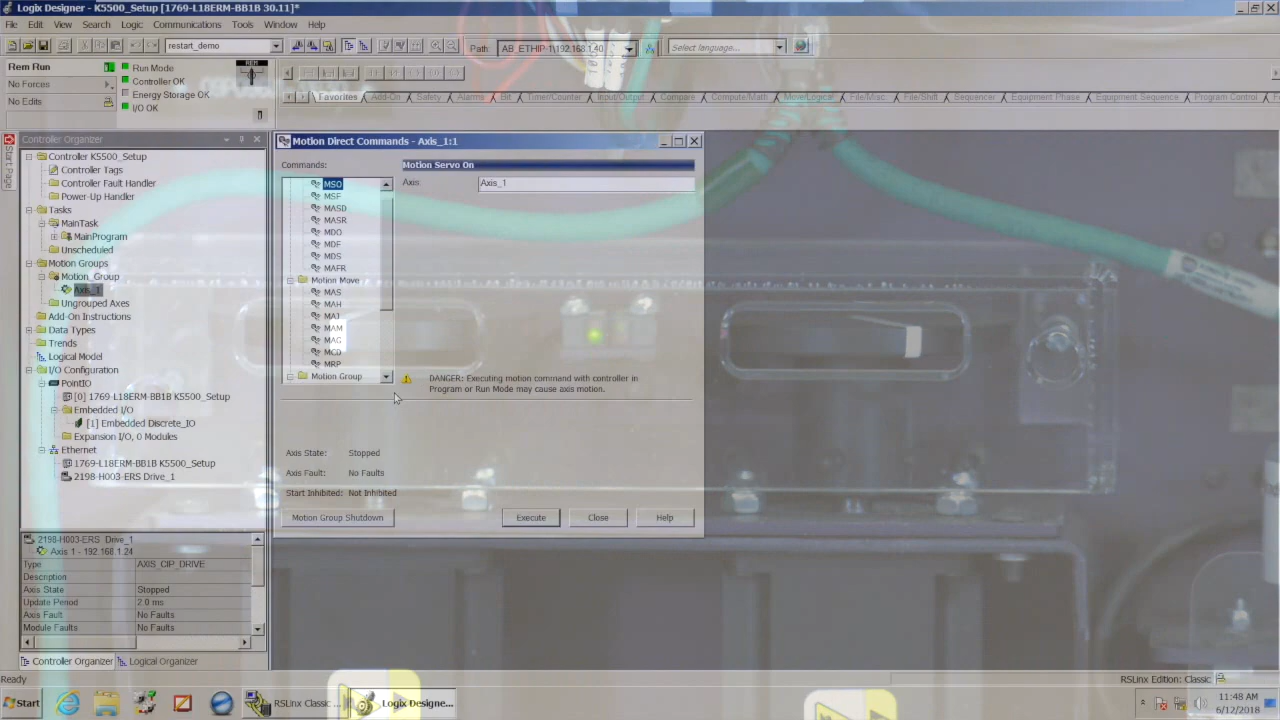 Logix Designer - K5500_Setup [1769-L18ERM-BB1B 30.11]*
File Edit View Search Logic Communications Tools Window Help
restart_demo
Path: AB_ETHIP-1\192.168.1.40
Select language...
Rem Run
No Forces
No Edits
Run Mode
Controller OK
Energy Storage OK
I/O OK
REM
Favorites Add-On Safety Alarms Bit Timer/Counter Input/Output Compare Compute/Math Move/Logical File/Misc. File/Shift Sequencer Equipment Phase Equipment Sequence Program Control
Start Page
Controller Organizer
Controller K5500_Setup
Controller Tags
Controller Fault Handler
Power-Up Handler
Tasks
MainTask
MainProgram
Unscheduled
Motion Groups
Motion_Group
Axis_1
Ungrouped Axes
Add-On Instructions
Data Types
Trends
Logical Model
I/O Configuration
PointIO
[0] 1769-L18ERM-BB1B K5500_Setup
Embedded I/O
[1] Embedded Discrete_IO
Expansion I/O, 0 Modules
Ethernet
1769-L18ERM-BB1B K5500_Setup
2198-H003-ERS Drive_1
2198-H003-ERS Drive_1
Axis 1 - 192.168.1.24
Type AXIS_CIP_DRIVE
Description
Axis State Stopped
Update Period 2.0 ms
Axis Fault No Faults
Module Faults No Faults
Controller Organizer Logical Organizer
Motion Direct Commands - Axis_1:1
Commands:
MSO
MSF
MASD
MASR
MDO
MDF
MDS
MAFR
Motion Move
MAS
MAH
MAJ
MAM
MAG
MCD
MRP
Motion Group
Motion Servo On
Axis: Axis_1
DANGER: Executing motion command with controller in
Program or Run Mode may cause axis motion.
Axis State: Stopped
Axis Fault: No Faults
Start Inhibited: Not Inhibited
Motion Group Shutdown Execute Close Help
Ready
RSLinx Edition: Classic
Start
RSLinx Classic ...
Logix Designe...
11:48 AM
6/12/2018